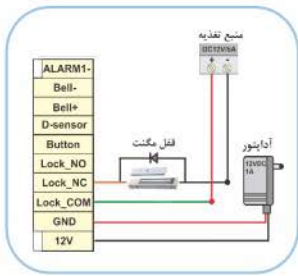 منبع تغذیه
DC12V/5A
+ -
ALARM1-
Bell-
Bell+
D-sensor
Button
Lock_NO
Lock_NC
Lock_COM
GND
12V
قفل مگنت
آداپتور
12VDC
1A